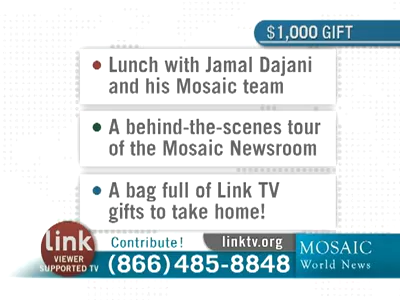 $1,000 GIFT
• Lunch with Jamal Dajani
and his Mosaic team
• A behind-the-scenes tour
of the Mosaic Newsroom
• A bag full of Link TV
gifts to take home!
link
VIEWER
SUPPORTED TV
Contribute!
linktv.org
(866)485-8848
MOSAIC
World News